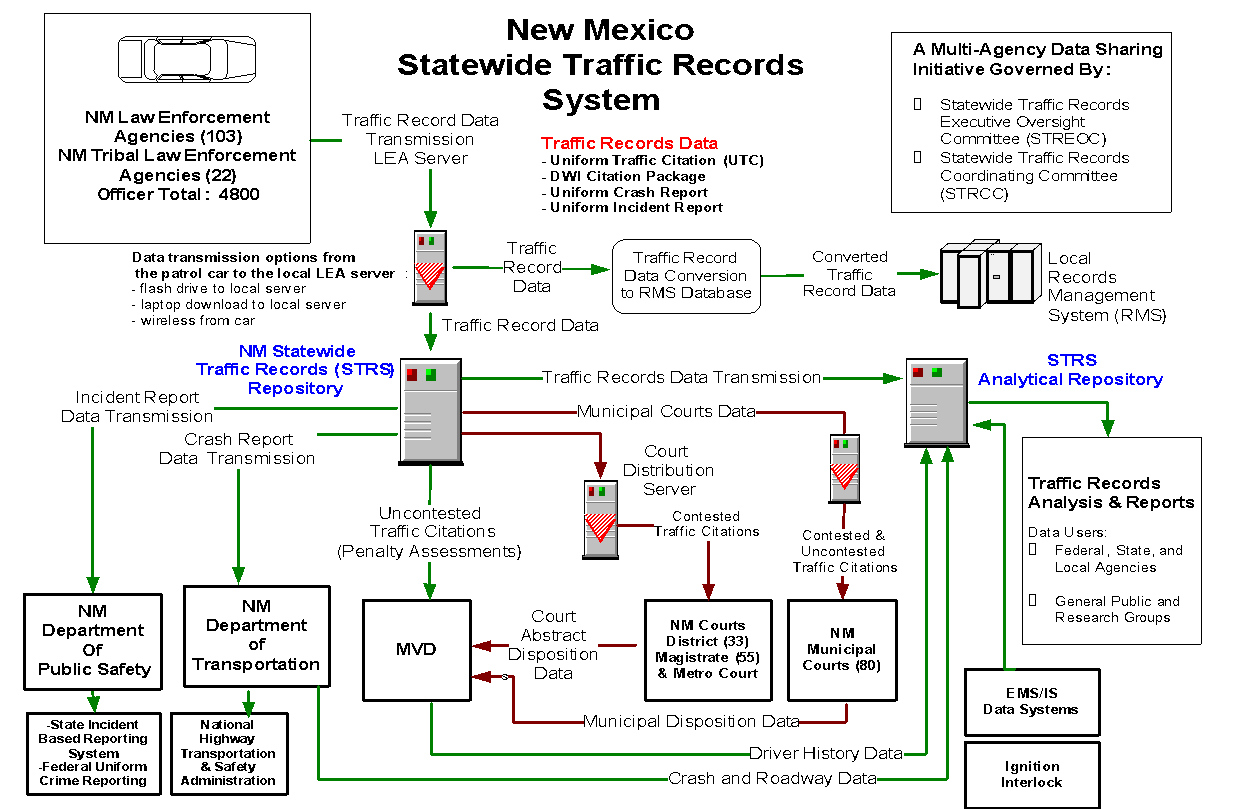 New Mexico
Statewide Traffic Records
System
NM Law Enforcement
Agencies (103)
NM Tribal Law Enforcement
Agencies (22)
Officer Total : 4800
Traffic Record Data
Transmission
LEA Server
Traffic Records Data
- Uniform Traffic Citation (UTC)
- DWI Citation Package
- Uniform Crash Report
- Uniform Incident Report
A Multi-Agency Data Sharing
Initiative Governed By :
Statewide Traffic Records
Executive Oversight
Committee (STREOC)
Statewide Traffic Records
Coordinating Committee
(STRCC)
Data transmission options from
the patrol car to the local LEA server :
- flash drive to local server
- laptop download to local server
- wireless from car
Traffic
Record
Data
Traffic Record
Data Conversion
to RMS Database
Converted
Traffic
Record Data
Local
Records
Management
System (RMS)
Traffic Record Data
NM Statewide
Traffic Records (STRS)
Repository
Traffic Records Data Transmission
STRS
Analytical Repository
Incident Report
Data Transmission
Crash Report
Data Transmission
Municipal Courts Data
Court
Distribution
Server
Uncontested
Traffic Citations
(Penalty Assessments)
Contested
Traffic Citations
Contested &
Uncontested
Traffic Citations
Traffic Records
Analysis & Reports
Data Users:
Federal, State, and
Local Agencies
General Public and
Research Groups
NM
Department
Of
Public Safety
NM
Department
of
Transportation
MVD
Court
Abstract
Disposition
Data
NM Courts
District (33)
Magistrate (55)
& Metro Court
NM
Municipal
Courts (80)
Municipal Disposition Data
EMS/IS
Data Systems
-State Incident
Based Reporting
System
-Federal Uniform
Crime Reporting
National
Highway
Transportation
& Safety
Administration
Driver History Data
Crash and Roadway Data
Ignition
Interlock